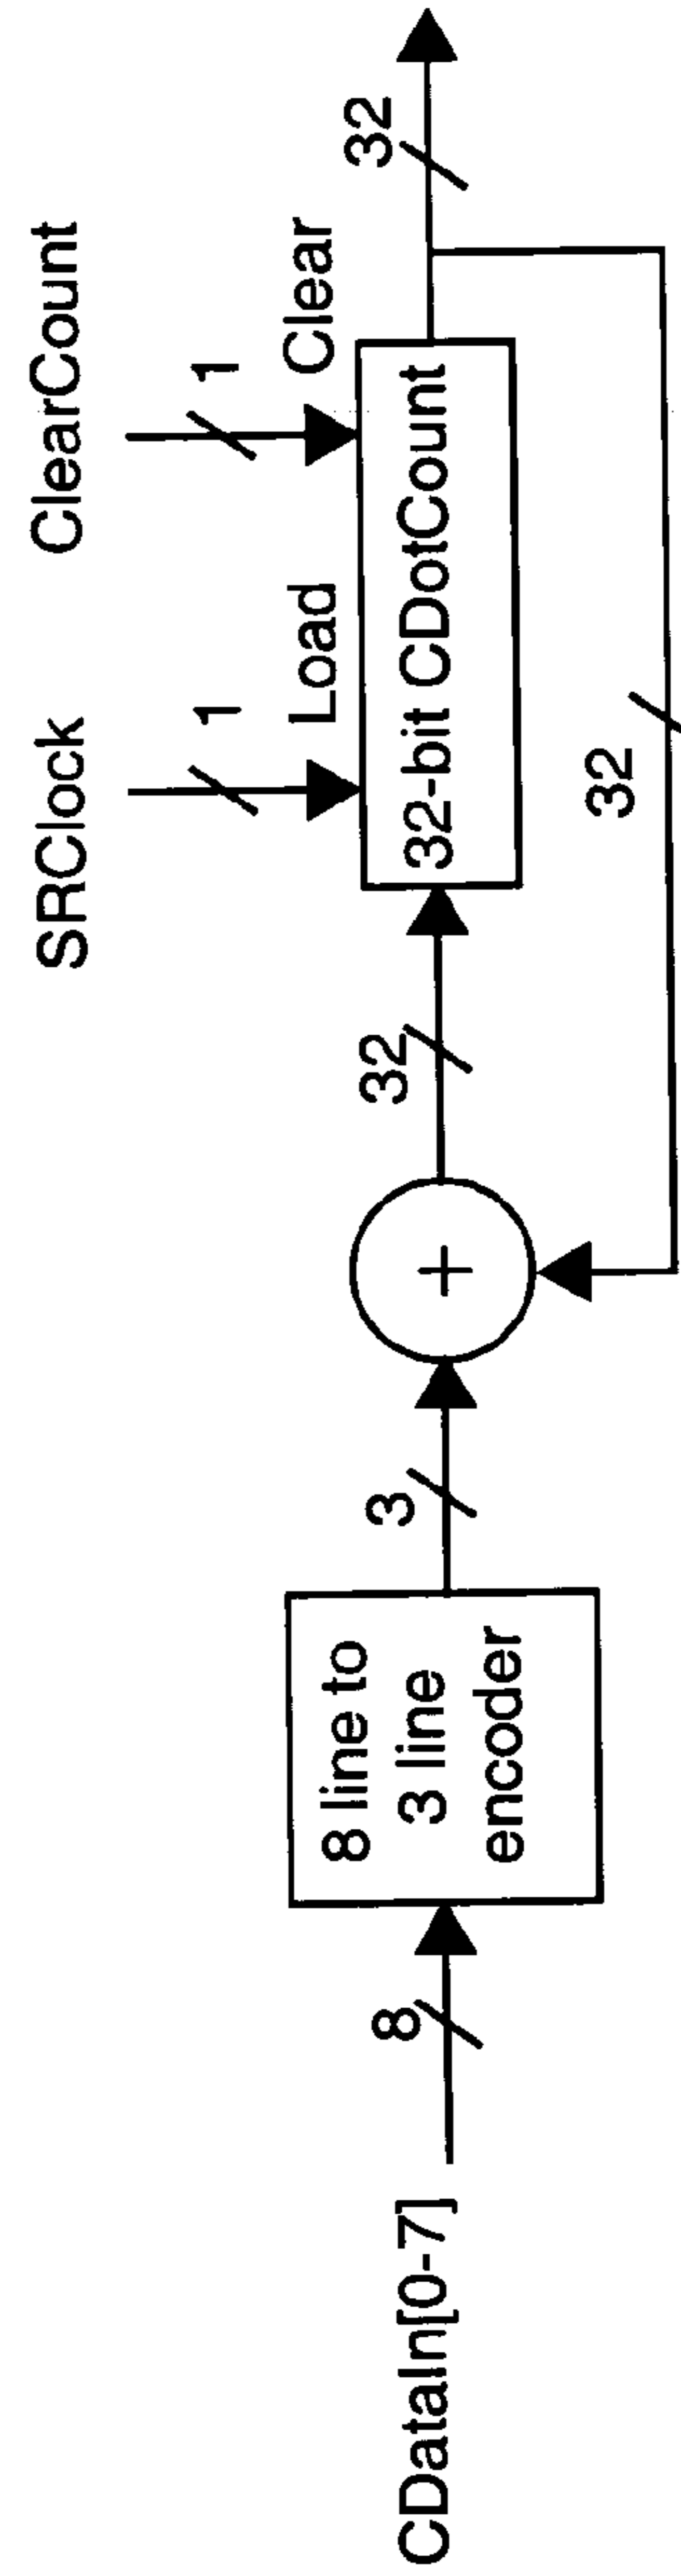 SRClock
ClearCount
1
1
Load
Clear
CDataIn[0-7]
8
8 line to
3 line
encoder
3
+
32
32-bit CDotCount
32
32